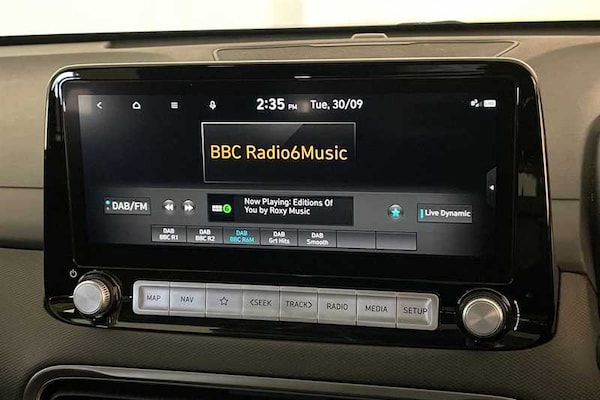 2:35 PM Tue, 30/09
BBC Radio6Music
DAB/FM
Now Playing: Editions Of
You by Roxy Music
Live Dynamic
DAB
BBC R1
DAB
BBC R2
DAB
BBC R6M
DAB
Grt Hits
DAB
Smooth
MAP
NAV
<SEEK
TRACK>
RADIO
MEDIA
SETUP